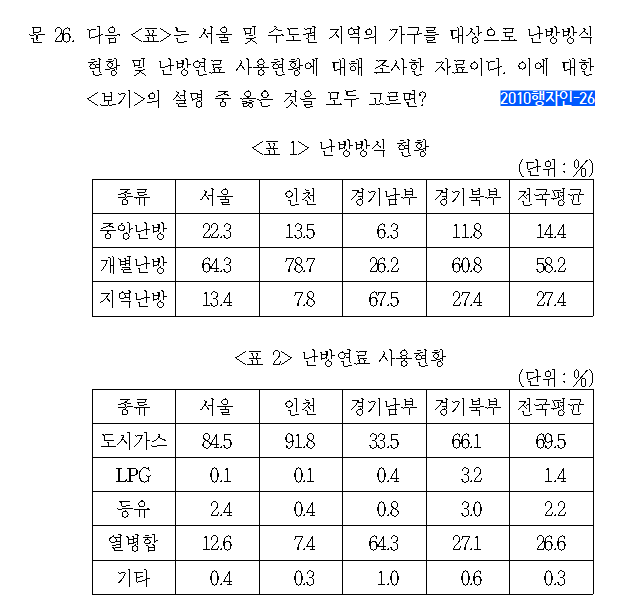 문 26. 다음 <표>는 서울 및 수도권 지역의 가구를 대상으로 난방방식
현황 및 난방연료 사용현황에 대해 조사한 자료이다. 이에 대한
<보기>의 설명 중 옳은 것을 모두 고르면?
2010행자인-26
<표 1> 난방방식 현황
(단위 : %)
종류 서울 인천 경기남부 경기북부 전국평균
중앙난방 22.3 13.5 6.3 11.8 14.4
개별난방 64.3 78.7 26.2 60.8 58.2
지역난방 13.4 7.8 67.5 27.4 27.4
<표 2> 난방연료 사용현황
(단위 : %)
종류 서울 인천 경기남부 경기북부 전국평균
도시가스 84.5 91.8 33.5 66.1 69.5
LPG 0.1 0.1 0.4 3.2 1.4
등유 2.4 0.4 0.8 3.0 2.2
열병합 12.6 7.4 64.3 27.1 26.6
기타 0.4 0.3 1.0 0.6 0.3